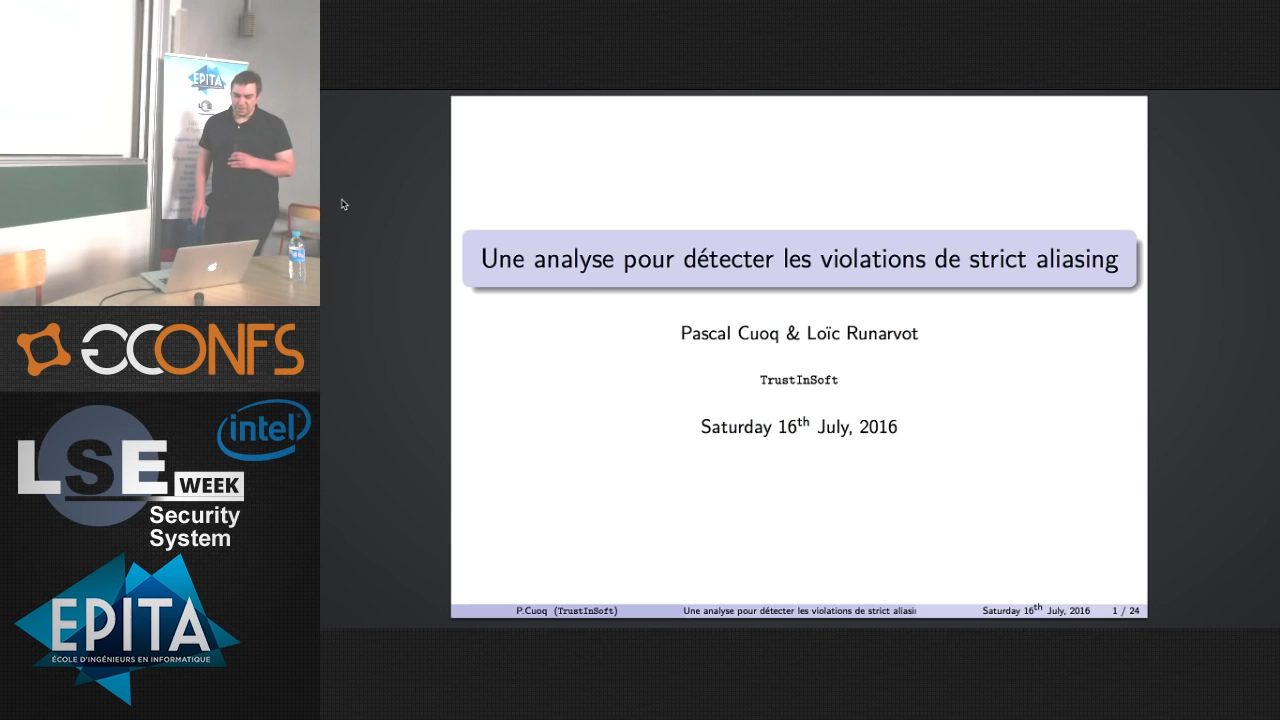 EPITA
GCONFS
intel
LSE
WEEK
Security
System
EPITA
ÉCOLE D'INGÉNIEURS EN INFORMATIQUE
Une analyse pour détecter les violations de strict aliasing
Pascal Cuoq & Loïc Runarvot
TrustInSoft
Saturday 16th July, 2016
P.Cuoq (TrustInSoft) Une analyse pour détecter les violations de strict aliasin Saturday 16th July, 2016 1 / 24